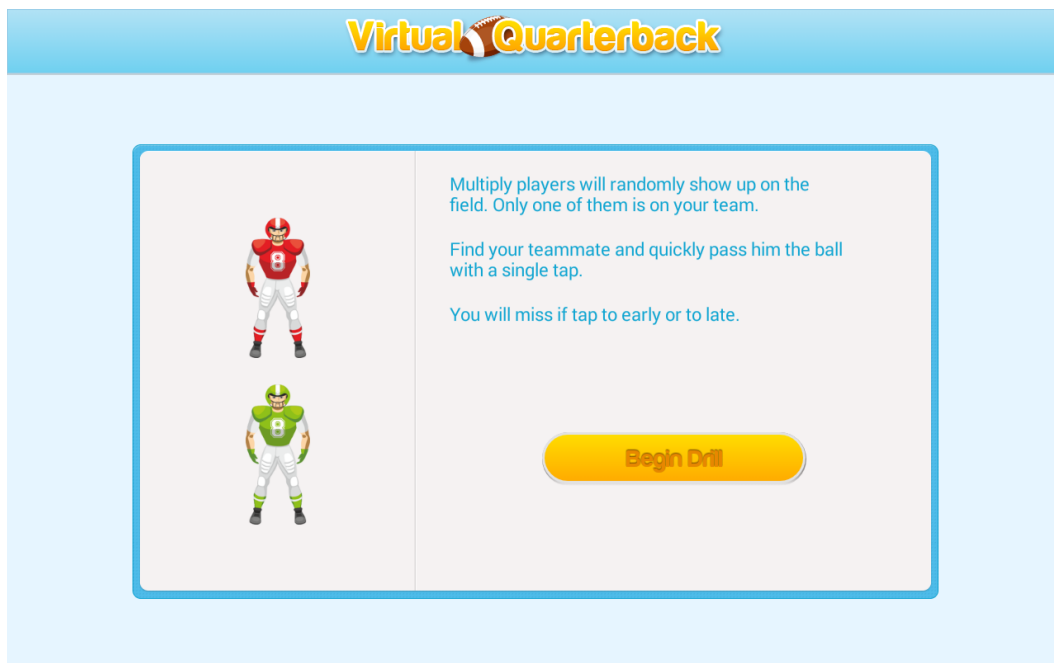 Virtual Quarterback
Multiply players will randomly show up on the
field. Only one of them is on your team.
Find your teammate and quickly pass him the ball
with a single tap.
You will miss if tap to early or to late.
8
8
Begin Drill